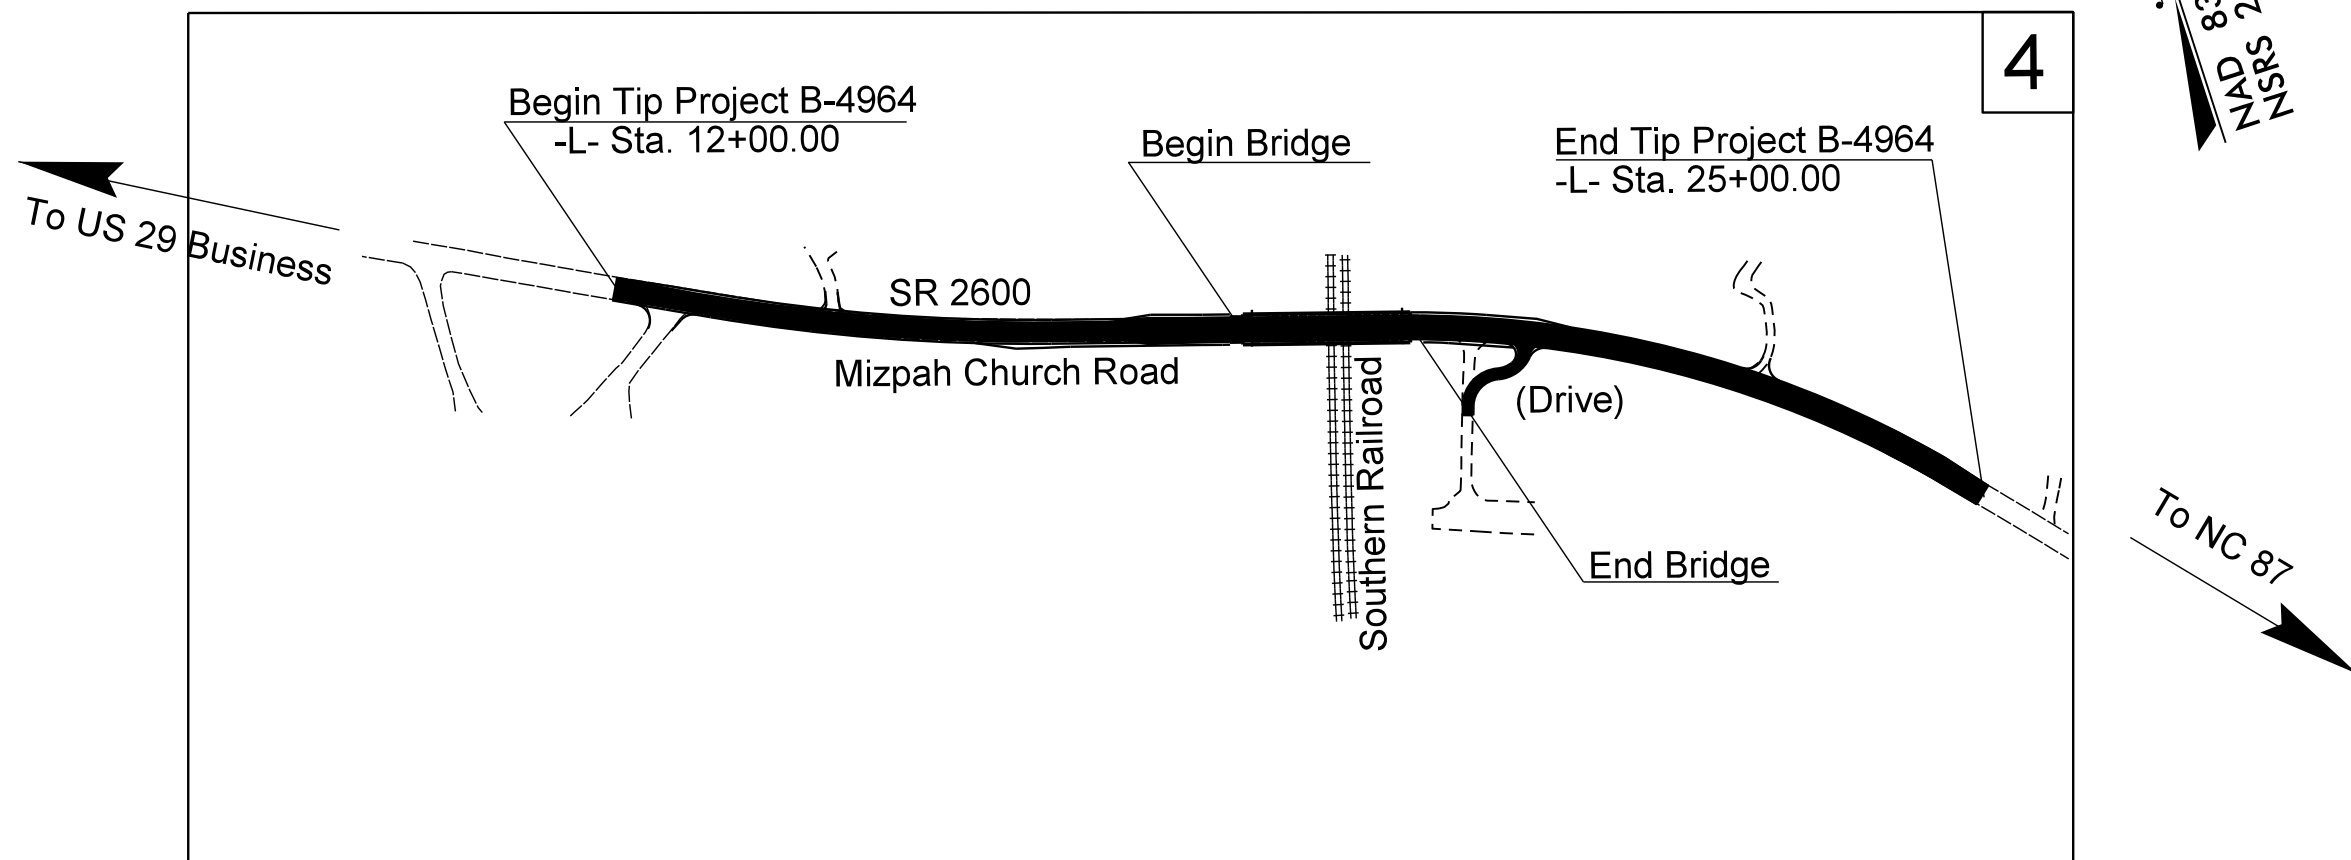 4
NAD 83
NSRS 2
Begin Tip Project B-4964
-L- Sta. 12+00.00
Begin Bridge
End Tip Project B-4964
-L- Sta. 25+00.00
To US 29 Business
SR 2600
Mizpah Church Road
(Drive)
Southern Railroad
End Bridge
To NC 87